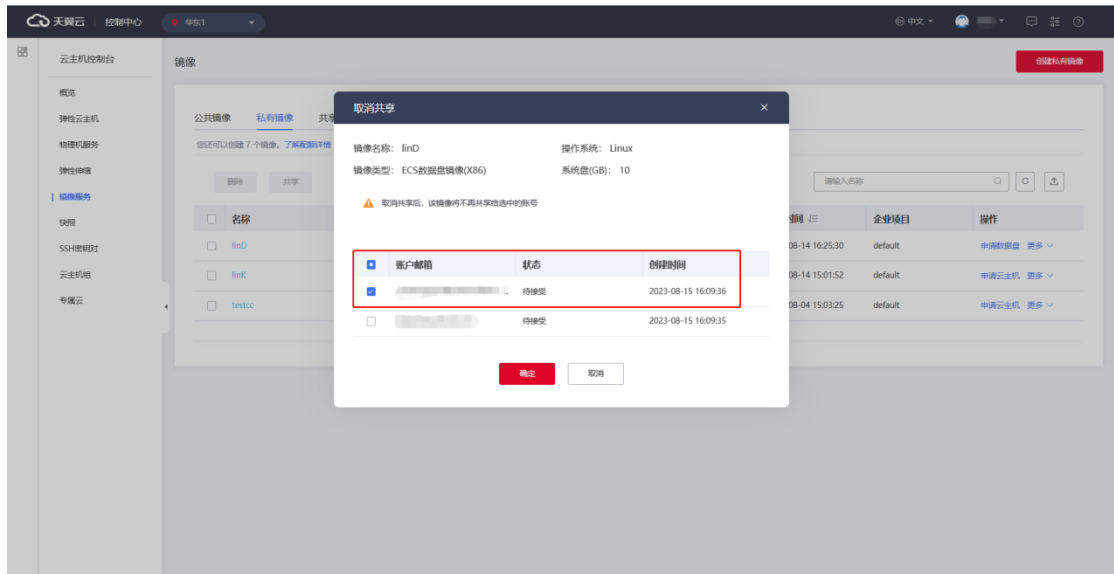 天翼云 控制中心 华东1 中文
云主机控制台
概览
弹性云主机
物理机服务
弹性伸缩
镜像服务
快照
SSH密钥对
云主机组
专属云
镜像 创建私有镜像
公共镜像 私有镜像
您还可以创建 7 个镜像。了解配额详情
删除 共享 请输入名称
名称 时间 企业项目 操作
linD 08-14 16:25:30 default 申请数据盘 更多
linK 08-14 15:01:52 default 申请云主机 更多
testcc 08-04 15:03:25 default 申请云主机 更多
取消共享
镜像名称: linD 操作系统: Linux
镜像类型: ECS数据盘镜像(X86) 系统盘(GB): 10
取消共享后，该镜像将不再共享给选中的账号
账户邮箱 状态 创建时间
待接受 2023-08-15 16:09:36
待接受 2023-08-15 16:09:35
确定 取消